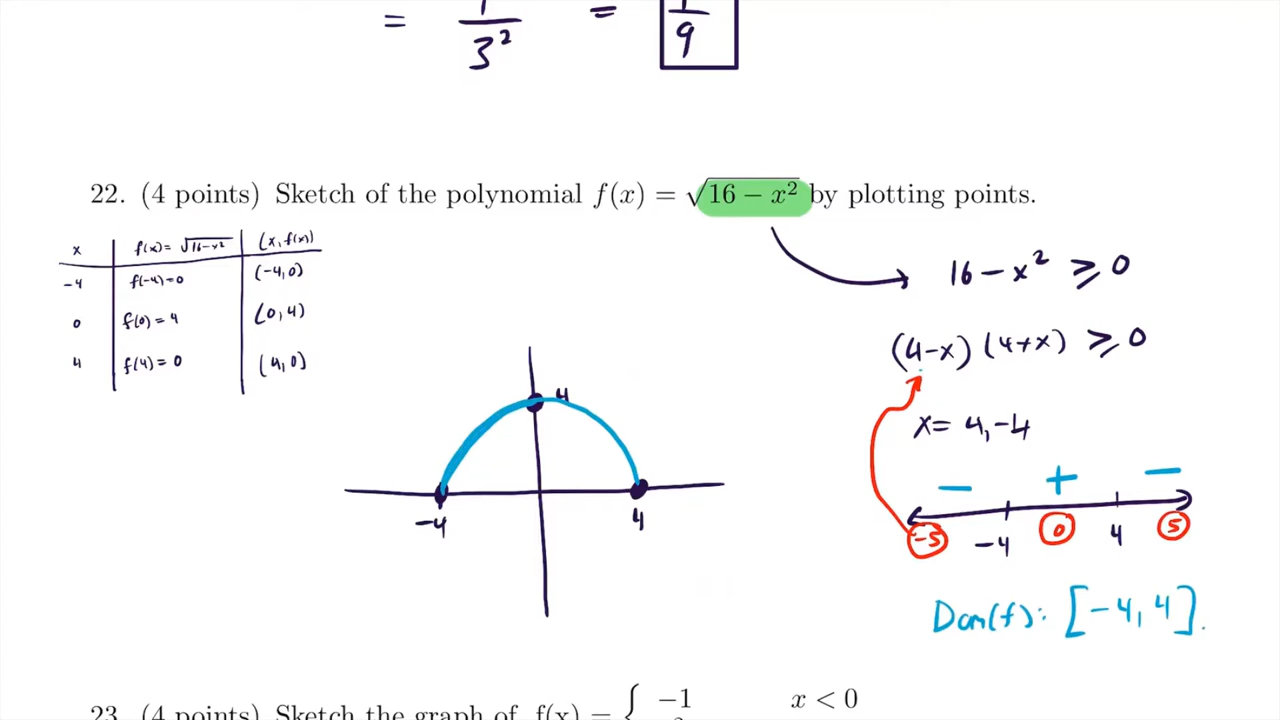 = 1/3² = 1/9
22. (4 points) Sketch of the polynomial f(x) = √(16 − x²) by plotting points.
x | f(x) = √(16−x²) | (x, f(x))
−4 | f(−4) = 0 | (−4, 0)
0 | f(0) = 4 | (0, 4)
4 | f(4) = 0 | (4, 0)
4
−4 4
16 − x² ⩾ 0
(4−x) (4+x) ⩾ 0
x = 4, −4
− + −
−5 −4 0 4 5
Dom(f): [−4, 4].
23. (4 points) Sketch the graph of f(x) = { −1 x < 0